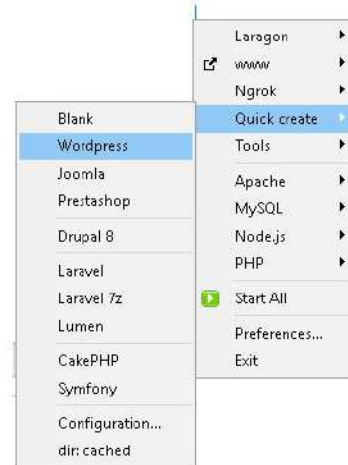 Laragon
www
Ngrok
Quick create
Tools
Apache
MySQL
Node.js
PHP
Start All
Preferences...
Exit
Blank
Wordpress
Joomla
Prestashop
Drupal 8
Laravel
Laravel 7z
Lumen
CakePHP
Symfony
Configuration...
dir: cached